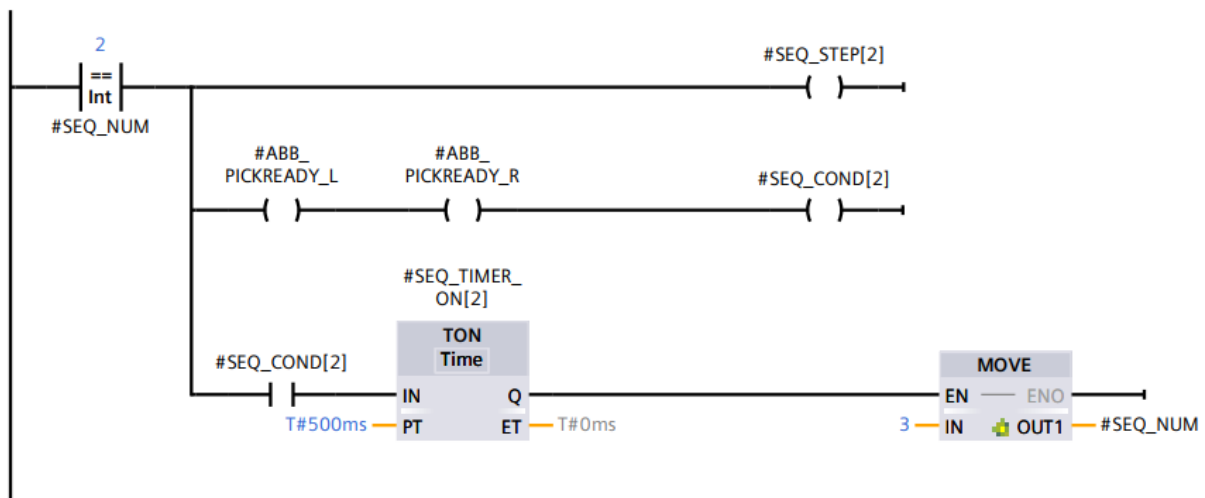 2
==
Int
#SEQ_NUM
#SEQ_STEP[2]
#ABB_
PICKREADY_L
#ABB_
PICKREADY_R
#SEQ_COND[2]
#SEQ_TIMER_
ON[2]
TON
Time
#SEQ_COND[2]
IN
Q
T#500ms
PT
ET
T#0ms
MOVE
EN
ENO
3
IN
OUT1
#SEQ_NUM